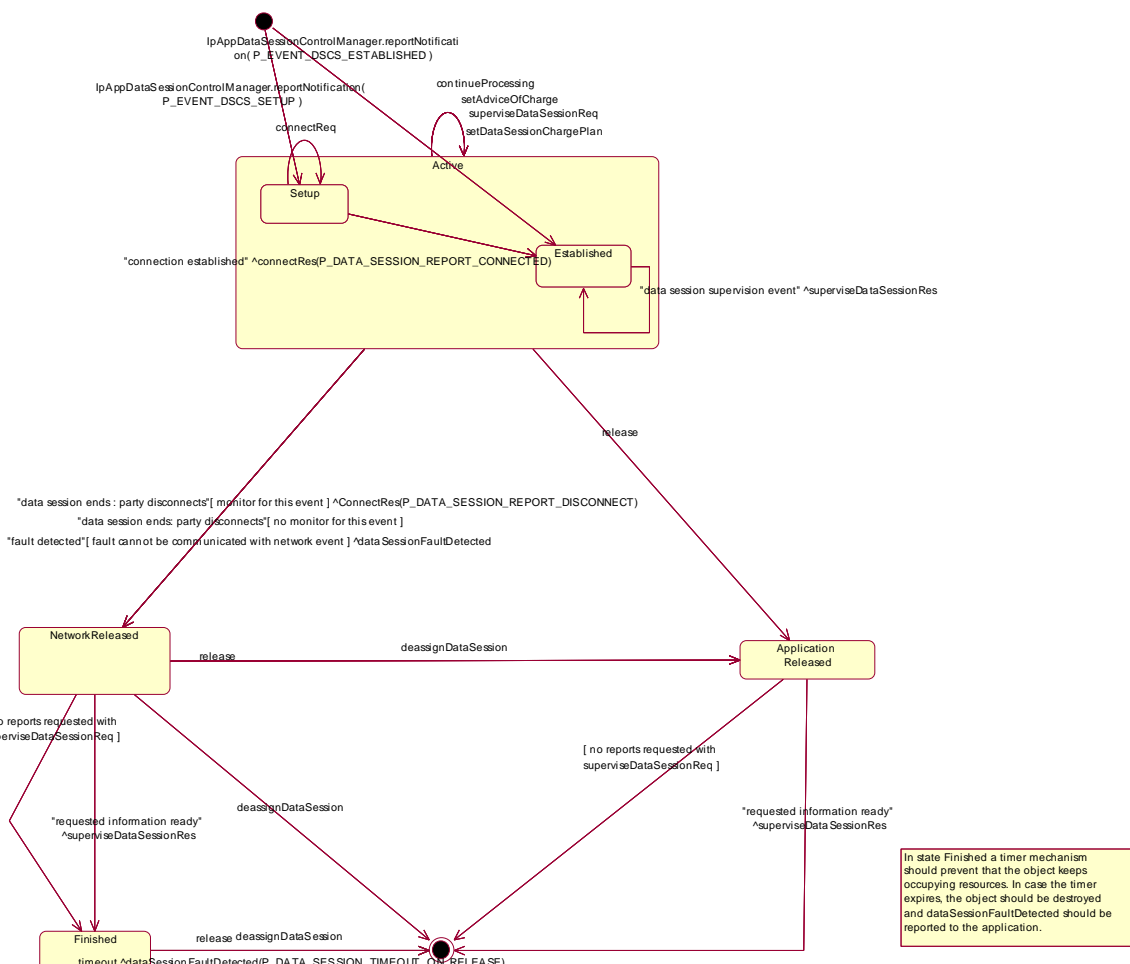 IpAppDataSessionControlManager.reportNotificati
on( P_EVENT_DSCS_ESTABLISHED )
IpAppDataSessionControlManager.reportNotification(
P_EVENT_DSCS_SETUP )
continueProcessing
setAdviceOfCharge
superviseDataSessionReq
setDataSessionChargePlan
connectReq
Active
Setup
Established
"connection established" ^connectRes(P_DATA_SESSION_REPORT_CONNECTED)
"data session supervision event" ^superviseDataSessionRes
release
"data session ends : party disconnects"[ monitor for this event ] ^ConnectRes(P_DATA_SESSION_REPORT_DISCONNECT)
"data session ends: party disconnects"[ no monitor for this event ]
"fault detected"[ fault cannot be communicated with network event ] ^dataSessionFaultDetected
NetworkReleased
release
deassignDataSession
Application
Released
reports requested with
]
[ no reports requested with
superviseDataSessionReq ]
deassignDataSession
"requested information ready"
^superviseDataSessionRes
"requested information ready"
^superviseDataSessionRes
In state Finished a timer mechanism
should prevent that the object keeps
occupying resources. In case the timer
expires, the object should be destroyed
and dataSessionFaultDetected should be
reported to the application.
Finished
release deassignDataSession
timeout ^dataSessionFaultDetected(P_DATA_SESSION_TIMEOUT_ON_RELEASE)